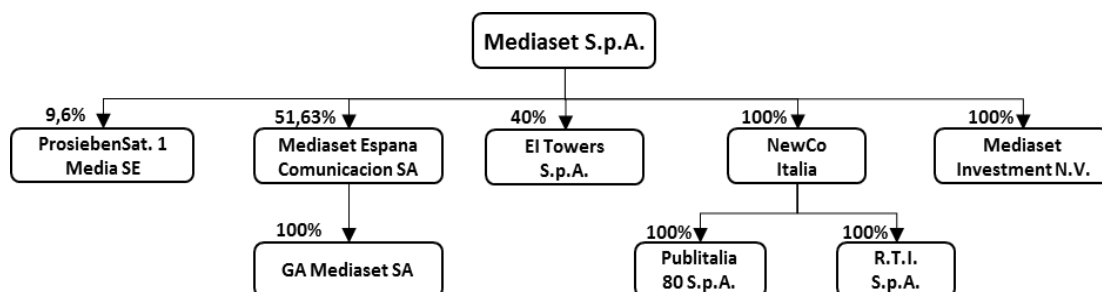 Mediaset S.p.A.
9,6%
51,63%
40%
100%
100%
ProsiebenSat. 1
Media SE
Mediaset Espana
Comunicacion SA
EI Towers
S.p.A.
NewCo
Italia
Mediaset
Investment N.V.
100%
100%
100%
GA Mediaset SA
Publitalia
80 S.p.A.
R.T.I.
S.p.A.